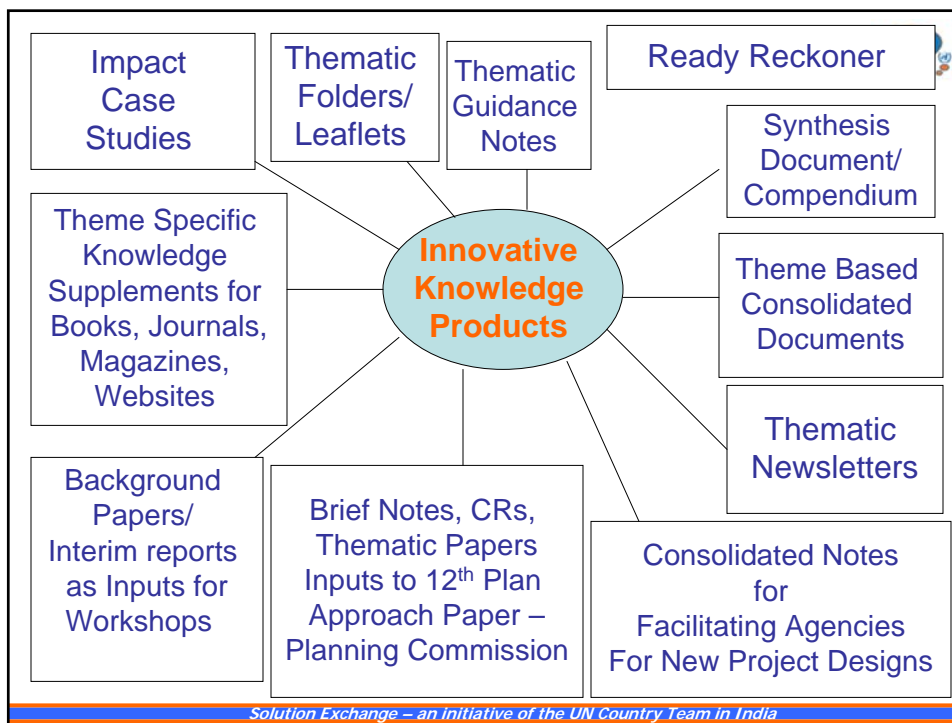 Impact
Case
Studies
Thematic
Folders/
Leaflets
Thematic
Guidance
Notes
Ready Reckoner
Synthesis
Document/
Compendium
Theme Specific
Knowledge
Supplements for
Books, Journals,
Magazines,
Websites
Innovative
Knowledge
Products
Theme Based
Consolidated
Documents
Thematic
Newsletters
Background
Papers/
Interim reports
as Inputs for
Workshops
Brief Notes, CRs,
Thematic Papers
Inputs to 12th Plan
Approach Paper –
Planning Commission
Consolidated Notes
for
Facilitating Agencies
For New Project Designs
Solution Exchange – an initiative of the UN Country Team in India